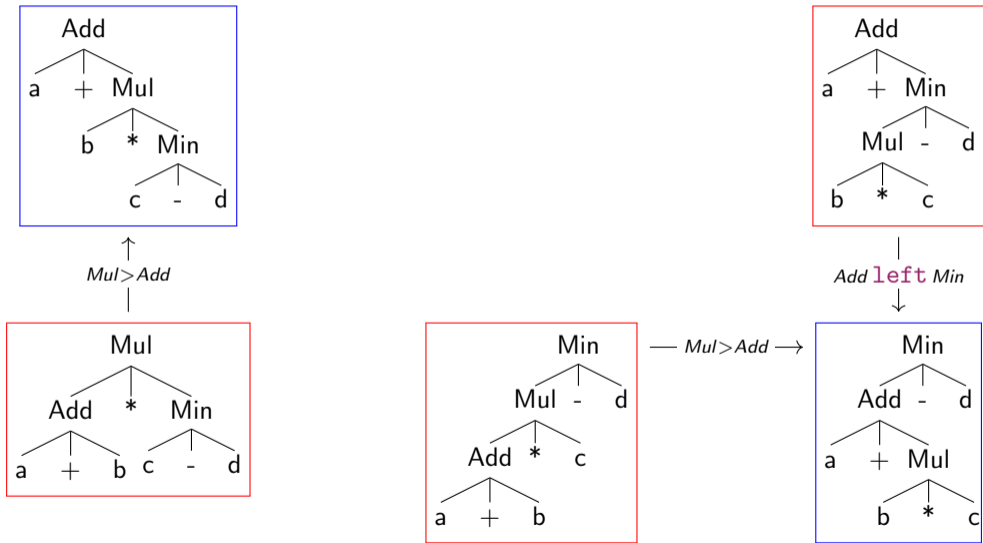 Add
a + Mul
b * Min
c - d
Mul>Add
Mul
Add * Min
a + b c - d
Min
Mul - d
Add * c
a + b
Mul>Add
Add
a + Min
Mul - d
b * c
Add left Min
Min
Add - d
a + Mul
b * c